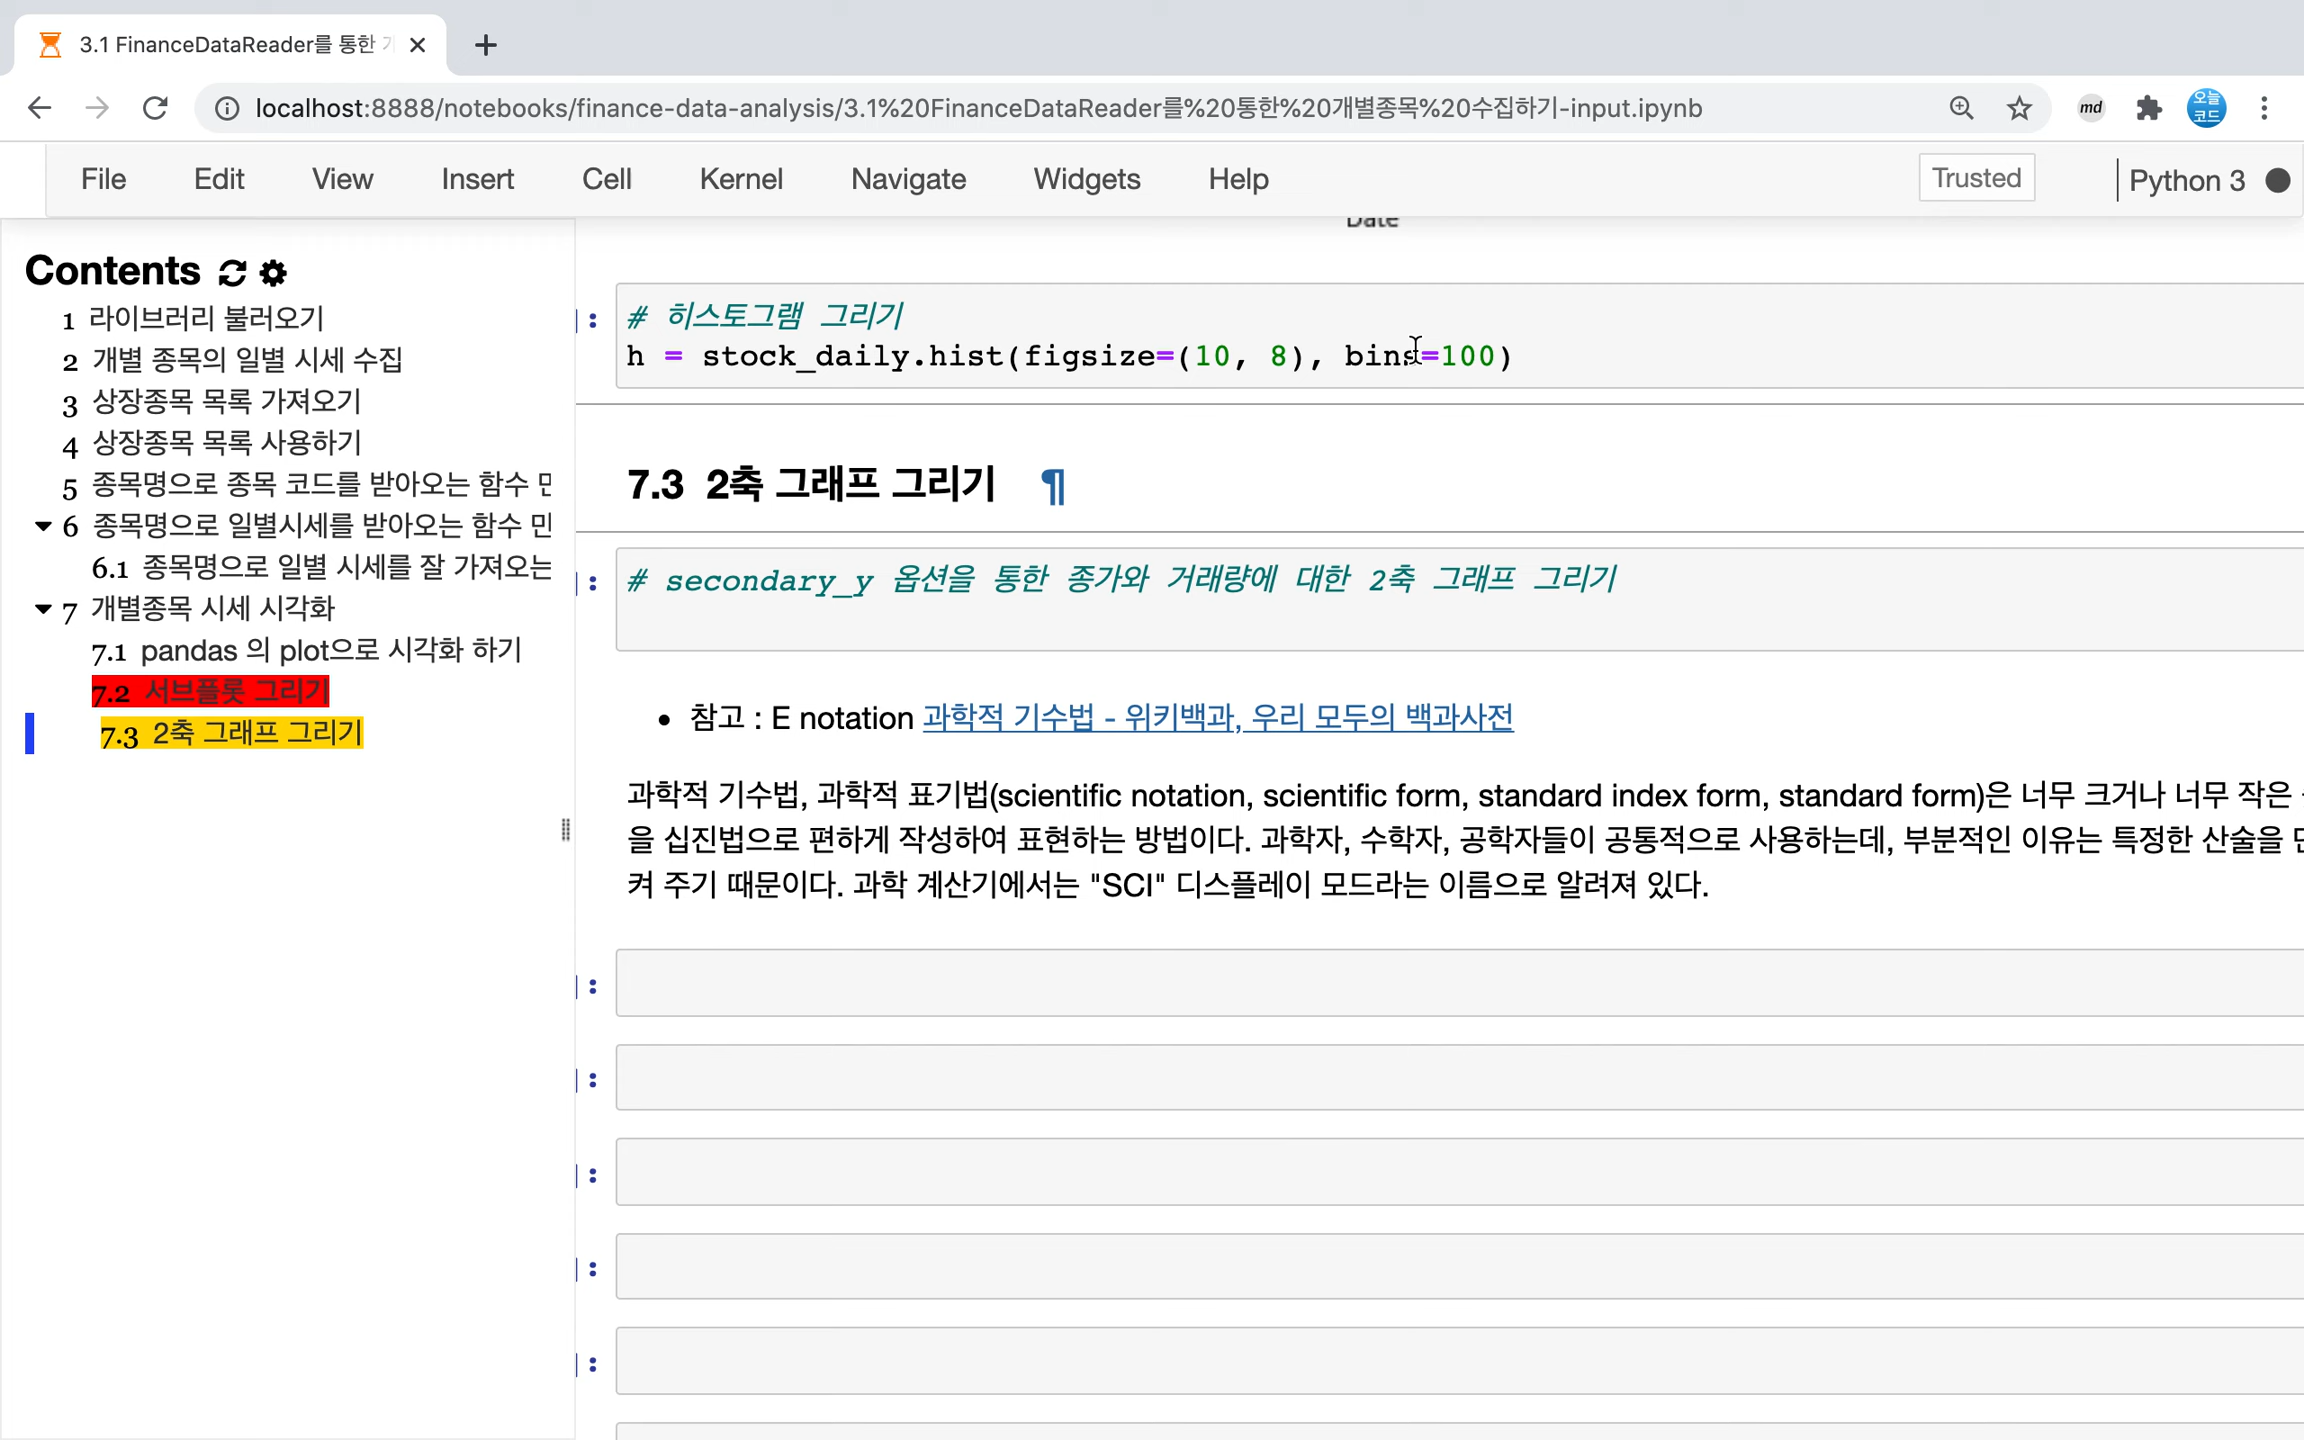 3.1 FinanceDataReader를 통한
localhost:8888/notebooks/finance-data-analysis/3.1%20FinanceDataReader를%20통한%20개별종목%20수집하기-input.ipynb
md
오늘
코드
File Edit View Insert Cell Kernel Navigate Widgets Help
Trusted
Python 3
Date
Contents
1 라이브러리 불러오기
2 개별 종목의 일별 시세 수집
3 상장종목 목록 가져오기
4 상장종목 목록 사용하기
5 종목명으로 종목 코드를 받아오는 함수
6 종목명으로 일별시세를 받아오는 함수
6.1 종목명으로 일별 시세를 잘 가져오는
7 개별종목 시세 시각화
7.1 pandas 의 plot으로 시각화 하기
7.2 서브플롯 그리기
7.3 2축 그래프 그리기
]:
# 히스토그램 그리기
h = stock_daily.hist(figsize=(10, 8), bins=100)
7.3 2축 그래프 그리기 ¶
]:
# secondary_y 옵션을 통한 종가와 거래량에 대한 2축 그래프 그리기
• 참고 : E notation 과학적 기수법 - 위키백과, 우리 모두의 백과사전
과학적 기수법, 과학적 표기법(scientific notation, scientific form, standard index form, standard form)은 너무 크거나 너무 작은
을 십진법으로 편하게 작성하여 표현하는 방법이다. 과학자, 수학자, 공학자들이 공통적으로 사용하는데, 부분적인 이유는 특정한 산술을
켜 주기 때문이다. 과학 계산기에서는 "SCI" 디스플레이 모드라는 이름으로 알려져 있다.
]:
]:
]:
]:
]: